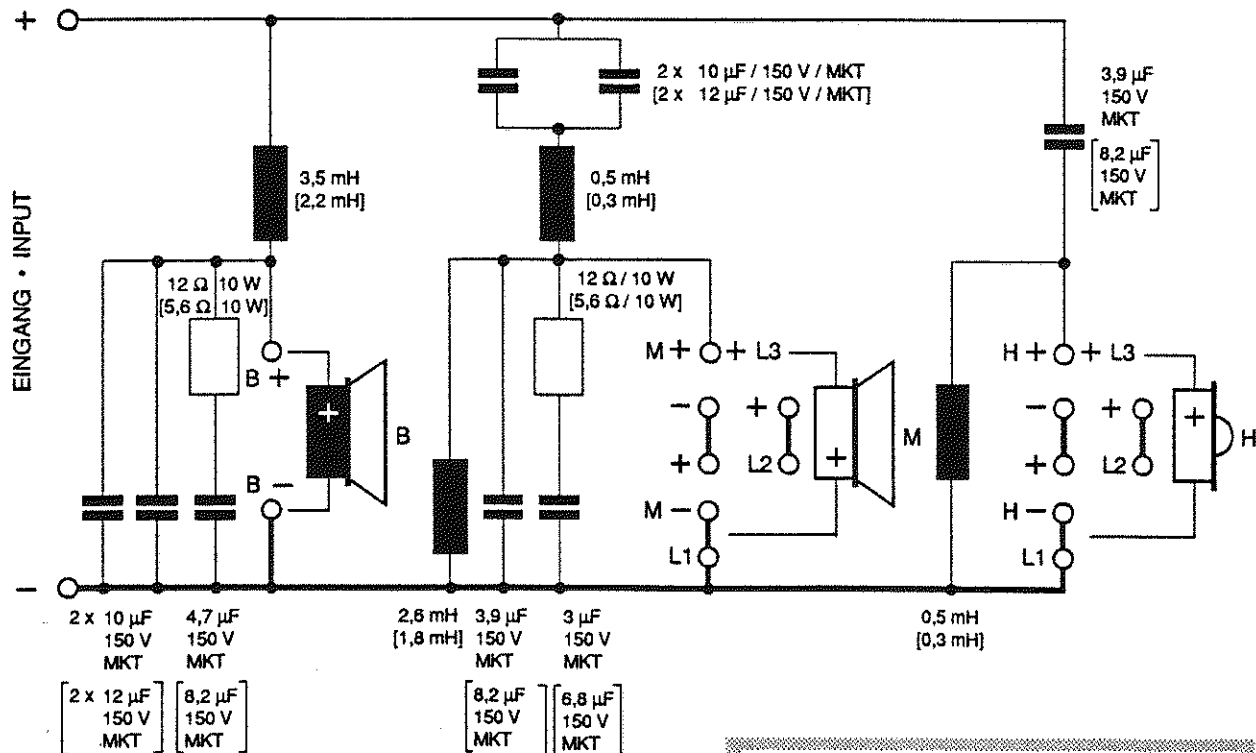 +
2 x 10 µF / 150 V / MKT
[2 x 12 µF / 150 V / MKT]
3,9 µF
150 V
MKT
[8,2 µF
150 V
MKT]
EINGANG • INPUT
3,5 mH
[2,2 mH]
0,5 mH
[0,3 mH]
12 Ω 10 W
[5,6 Ω 10 W]
12 Ω / 10 W
[5,6 Ω / 10 W]
B +
+
B
B −
M + + L3
− +
+ L2
+
M
M −
L1
H + + L3
− +
+ L2
+
H
H −
L1
−
2 x 10 µF
150 V
MKT
[2 x 12 µF
150 V
MKT]
4,7 µF
150 V
MKT
[8,2 µF
150 V
MKT]
2,6 mH
[1,8 mH]
3,9 µF
150 V
MKT
[8,2 µF
150 V
MKT]
3 µF
150 V
MKT
[6,8 µF
150 V
MKT]
0,5 mH
[0,3 mH]